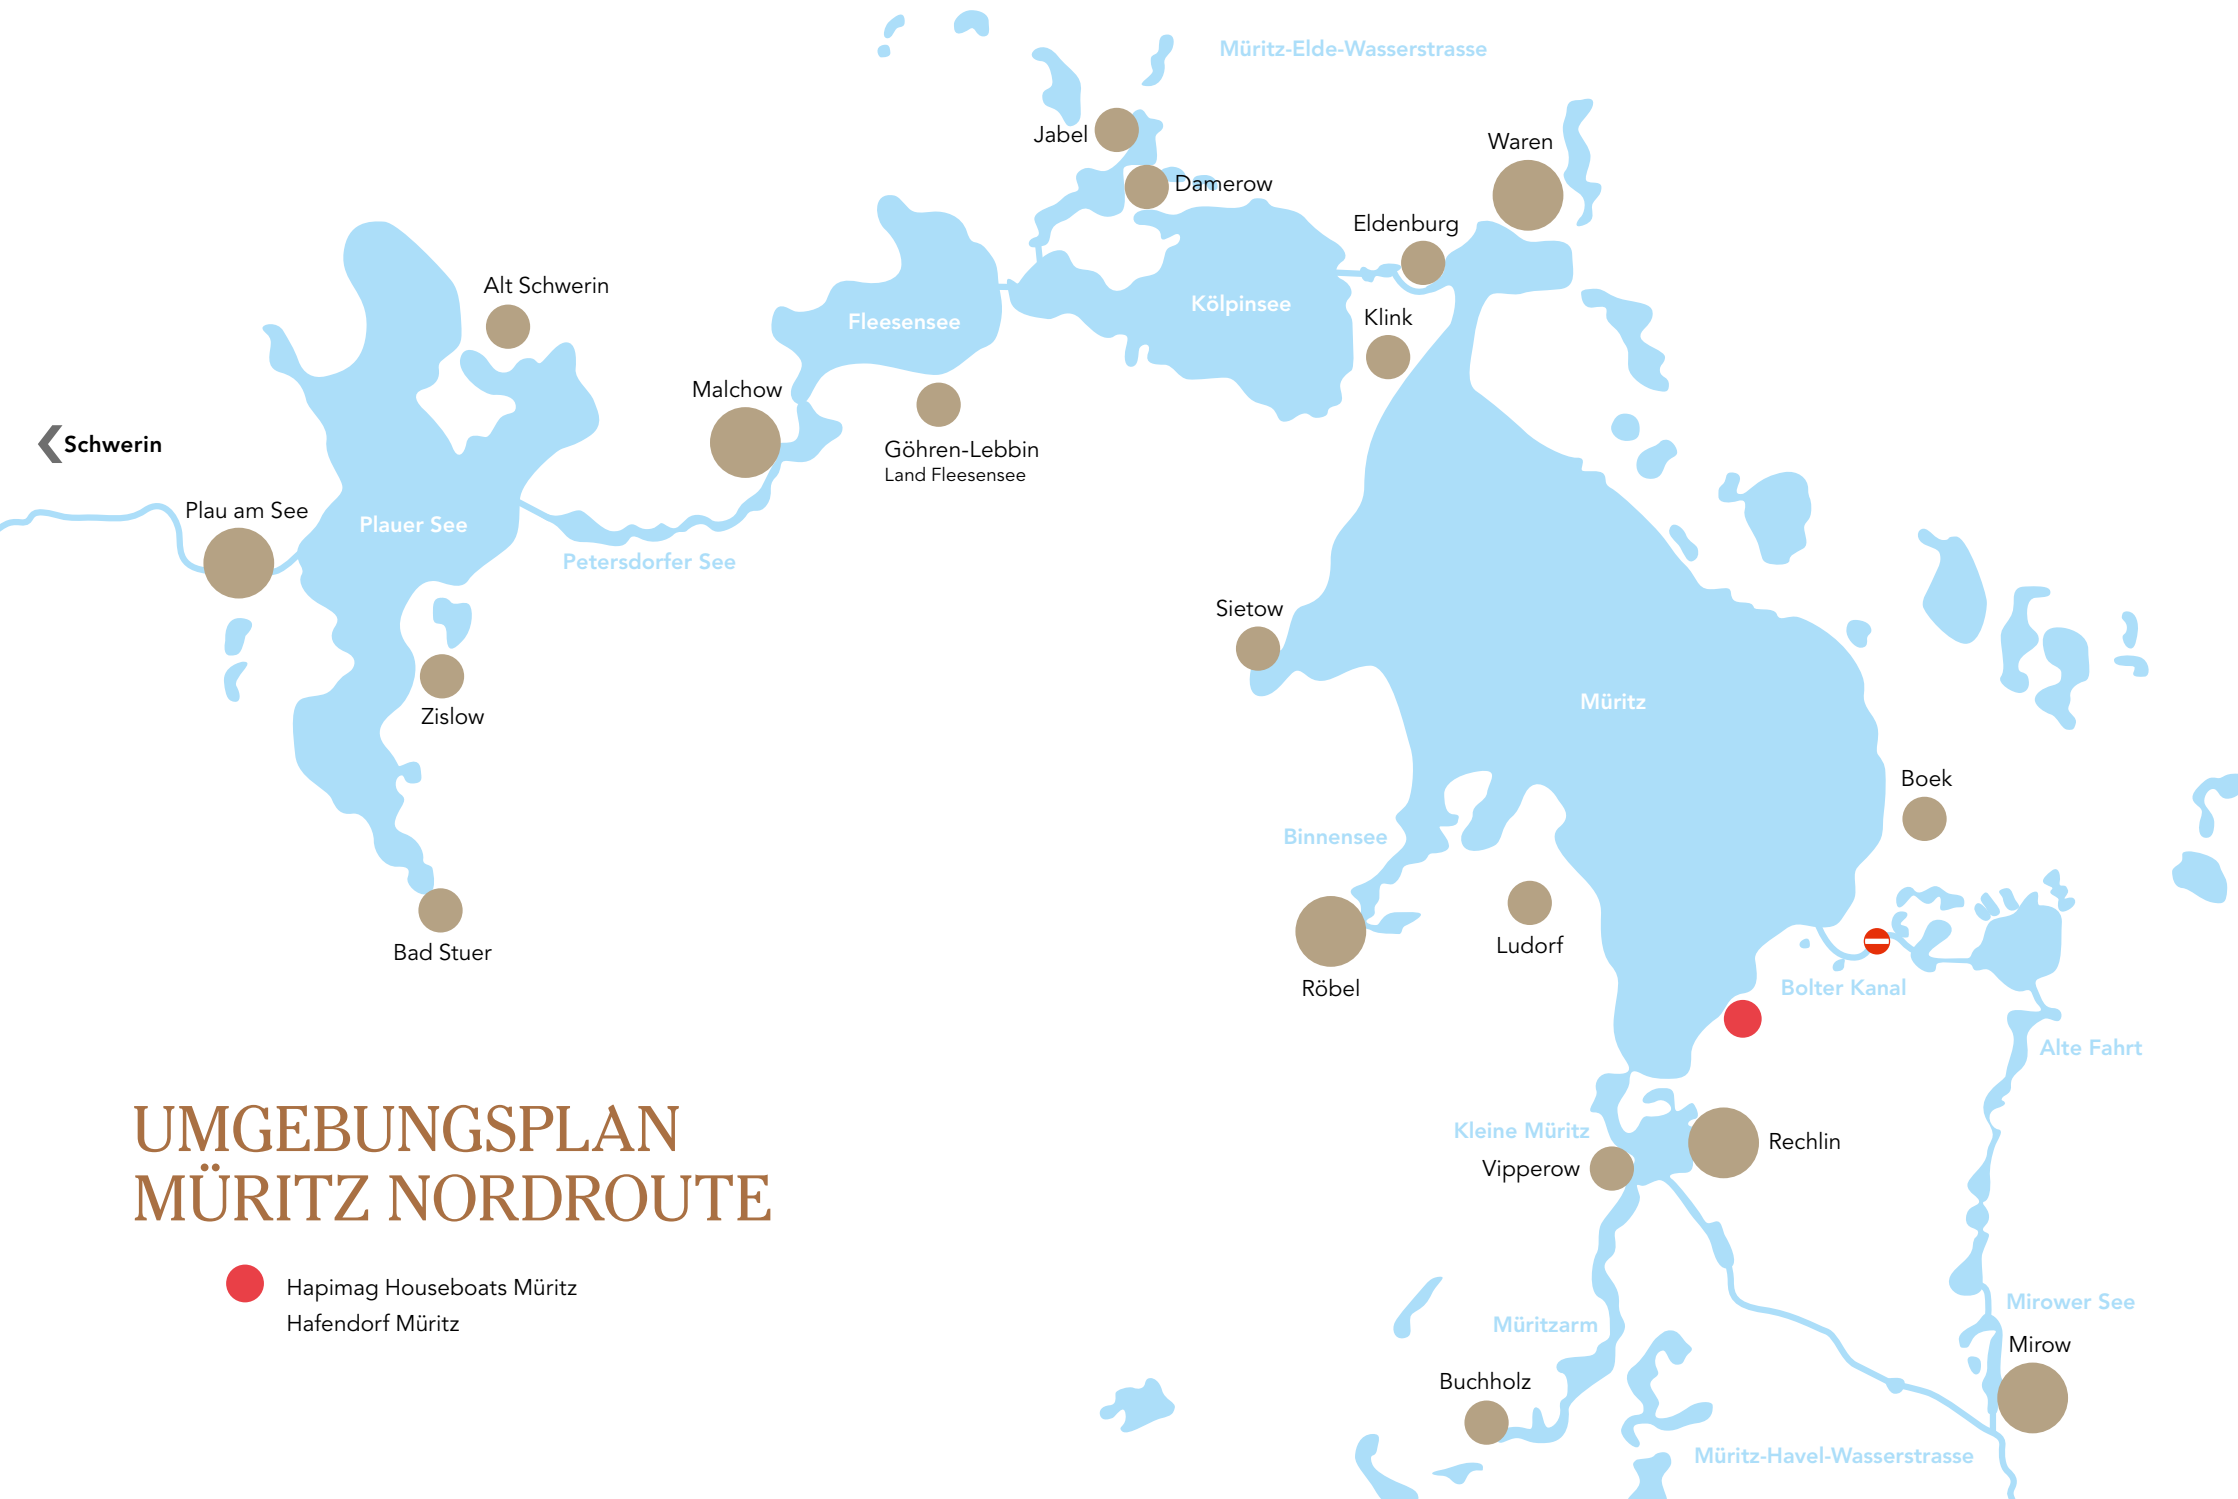 Müritz-Elde-Wasserstrasse
Jabel
Waren
Damerow
Eldenburg
Alt Schwerin
Kölpinsee
Fleesensee
Klink
Malchow
Schwerin
Göhren-Lebbin
Land Fleesensee
Plau am See
Plauer See
Petersdorfer See
Sietow
Müritz
Zislow
Boek
Binnensee
Ludorf
Bad Stuer
Röbel
Bolter Kanal
Alte Fahrt
UMGEBUNGSPLAN
MÜRITZ NORDROUTE
Kleine Müritz
Rechlin
Vipperow
Hapimag Houseboats Müritz
Hafendorf Müritz
Mirower See
Müritzarm
Mirow
Buchholz
Müritz-Havel-Wasserstrasse